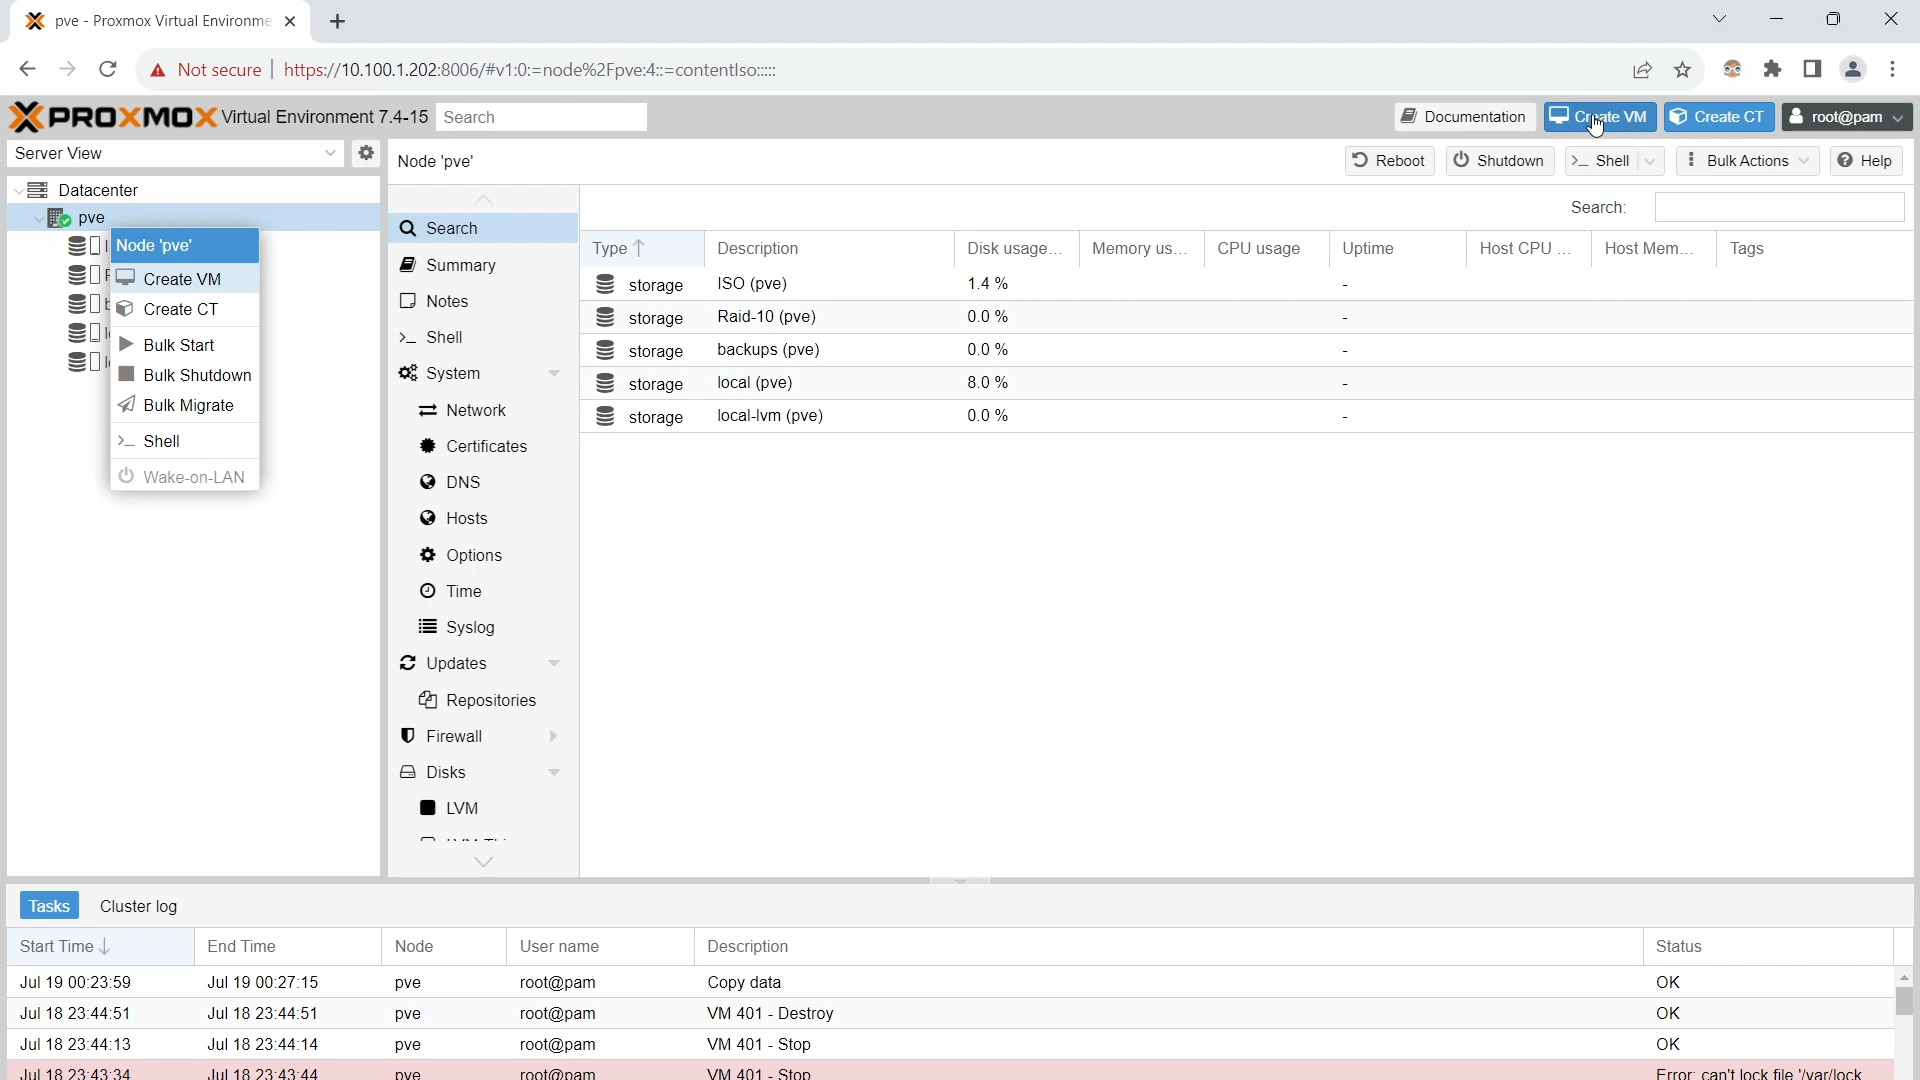 pve - Proxmox Virtual Environme
Not secure | https://10.100.1.202:8006/#v1:0:=node%2Fpve:4::=contentIso:::::
PROXMOX Virtual Environment 7.4-15 Search
Documentation Create VM Create CT root@pam
Server View
Node 'pve'
Reboot Shutdown Shell Bulk Actions Help
Datacenter
pve
Node 'pve'
Create VM
Create CT
Bulk Start
Bulk Shutdown
Bulk Migrate
Shell
Wake-on-LAN
Search
Summary
Notes
Shell
System
Network
Certificates
DNS
Hosts
Options
Time
Syslog
Updates
Repositories
Firewall
Disks
LVM
Search:
Type Description Disk usage... Memory us... CPU usage Uptime Host CPU ... Host Mem... Tags
storage ISO (pve) 1.4 % -
storage Raid-10 (pve) 0.0 % -
storage backups (pve) 0.0 % -
storage local (pve) 8.0 % -
storage local-lvm (pve) 0.0 % -
Tasks Cluster log
Start Time End Time Node User name Description Status
Jul 19 00:23:59 Jul 19 00:27:15 pve root@pam Copy data OK
Jul 18 23:44:51 Jul 18 23:44:51 pve root@pam VM 401 - Destroy OK
Jul 18 23:44:13 Jul 18 23:44:14 pve root@pam VM 401 - Stop OK
Jul 18 23:43:34 Jul 18 23:43:44 pve root@pam VM 401 - Stop Error: can't lock file '/var/lock